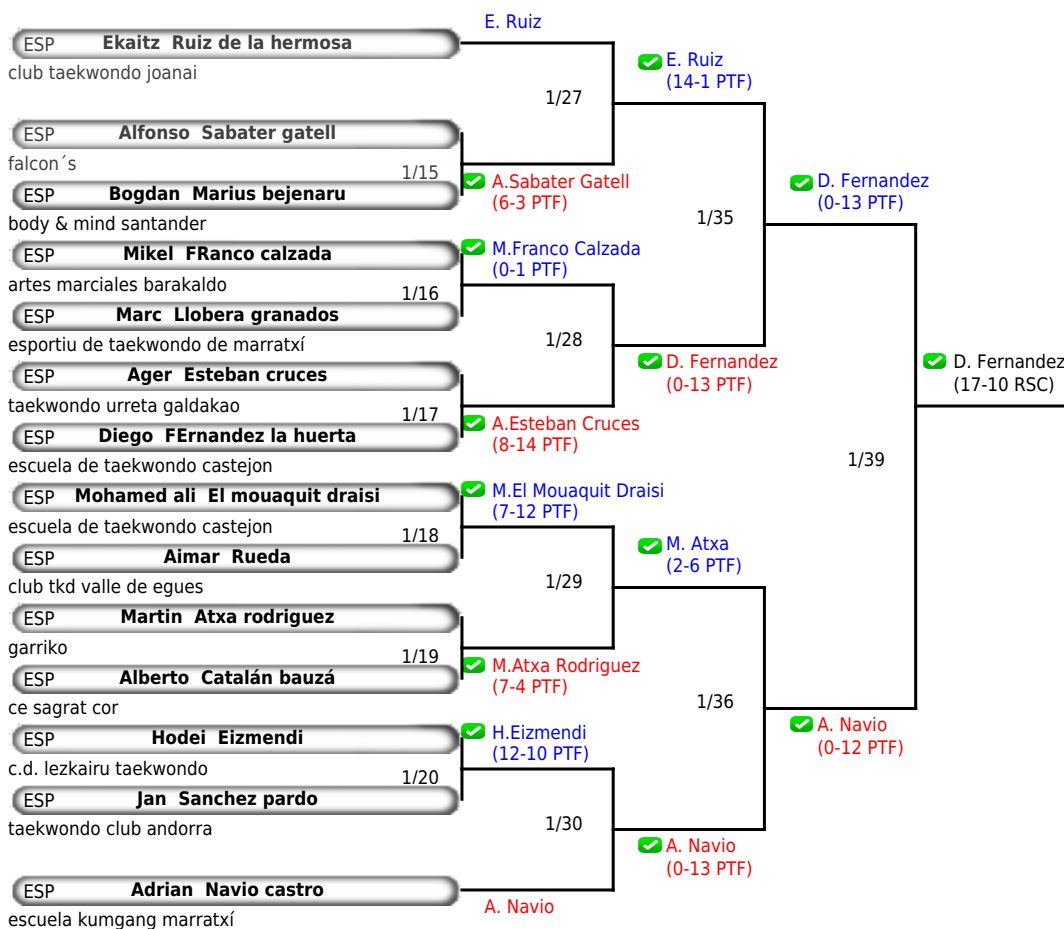 E. Ruiz
ESP Ekaitz Ruiz de la hermosa
club taekwondo joanai
E. Ruiz
(14-1 PTF)
1/27
ESP Alfonso Sabater gatell
falcon´s
1/15
A.Sabater Gatell
(6-3 PTF)
D. Fernandez
(0-13 PTF)
ESP Bogdan Marius bejenaru
body & mind santander
1/35
ESP Mikel FRanco calzada
M.Franco Calzada
(0-1 PTF)
artes marciales barakaldo
1/16
ESP Marc Llobera granados
esportiu de taekwondo de marratxí
1/28
D. Fernandez
(0-13 PTF)
D. Fernandez
(17-10 RSC)
ESP Ager Esteban cruces
taekwondo urreta galdakao
1/17
A.Esteban Cruces
(8-14 PTF)
ESP Diego FErnandez la huerta
escuela de taekwondo castejon
1/39
ESP Mohamed ali El mouaquit draisi
M.El Mouaquit Draisi
(7-12 PTF)
escuela de taekwondo castejon
1/18
ESP Aimar Rueda
M. Atxa
(2-6 PTF)
club tkd valle de egues
1/29
ESP Martin Atxa rodriguez
garriko
1/19
M.Atxa Rodriguez
(7-4 PTF)
ESP Alberto Catalán bauzá
ce sagrat cor
1/36
A. Navio
(0-12 PTF)
ESP Hodei Eizmendi
H.Eizmendi
(12-10 PTF)
c.d. lezkairu taekwondo
1/20
ESP Jan Sanchez pardo
taekwondo club andorra
1/30
A. Navio
(0-13 PTF)
ESP Adrian Navio castro
A. Navio
escuela kumgang marratxí